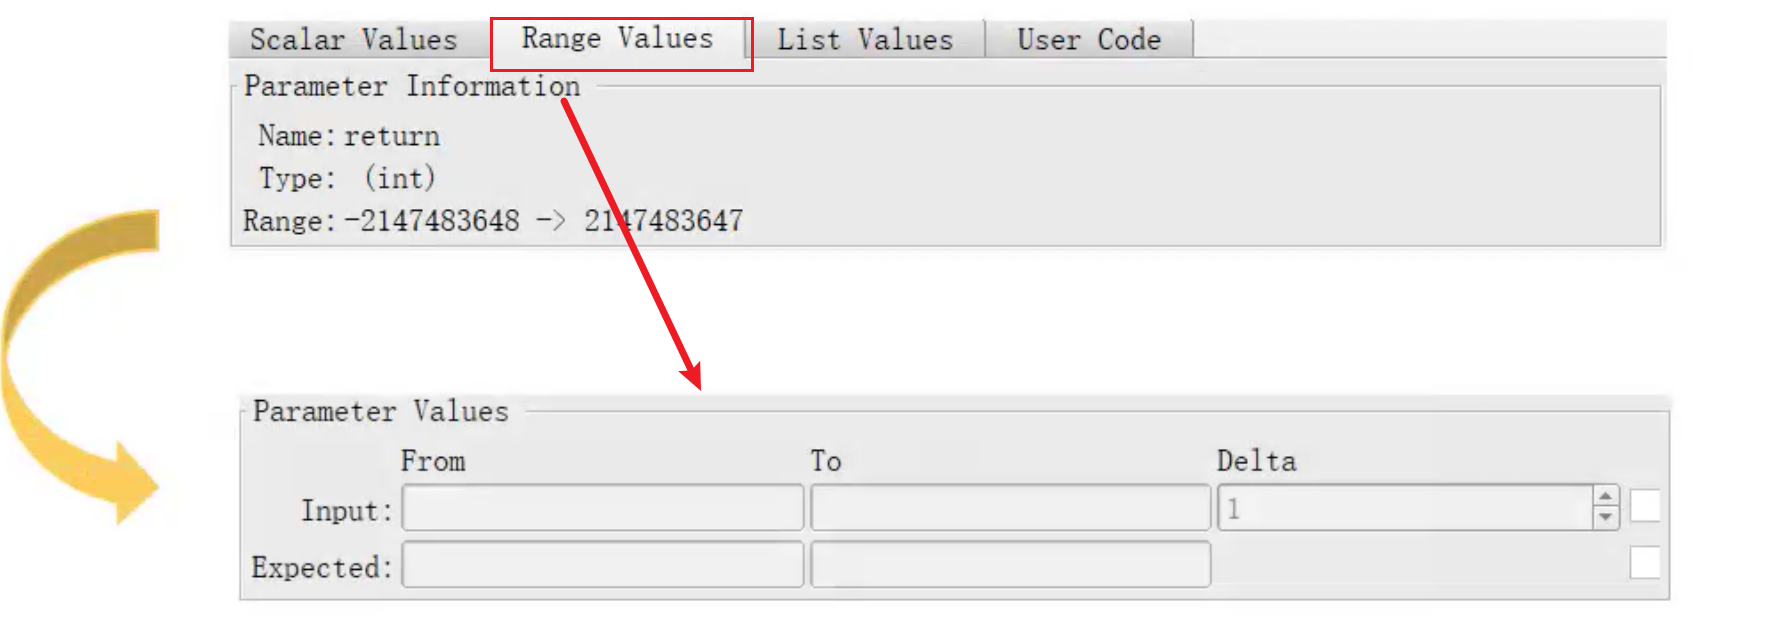 Scalar Values Range Values List Values User Code
Parameter Information
Name: return
Type: (int)
Range: -2147483648 -> 2147483647
Parameter Values
From To Delta
Input: 1
Expected: